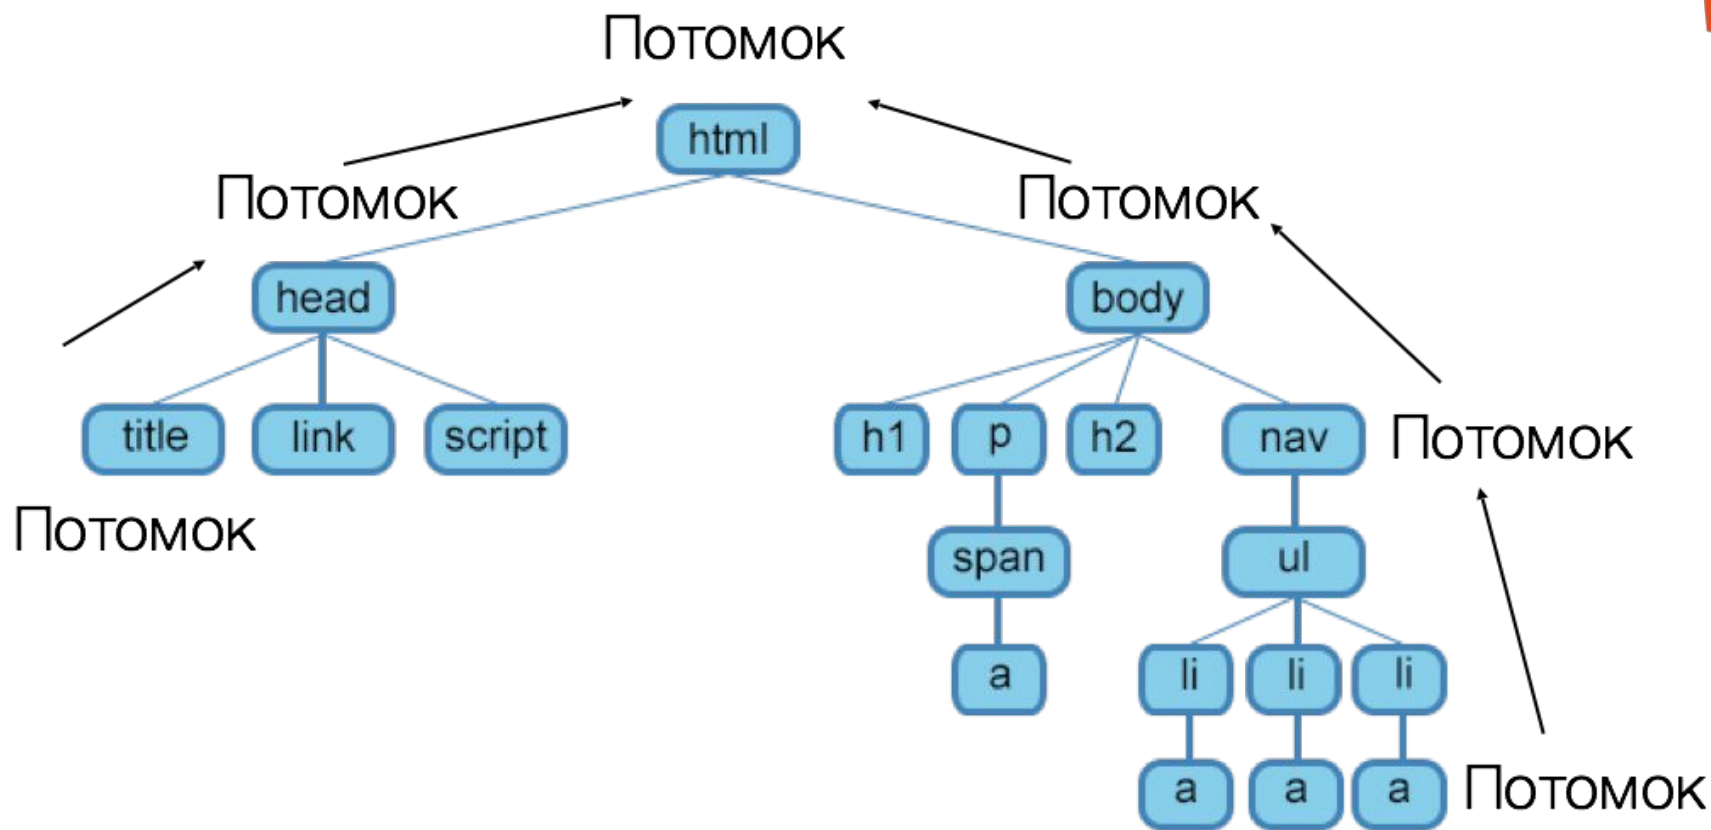 Потомок
html
Потомок
Потомок
head
body
title
link
script
h1
p
h2
nav
Потомок
Потомок
span
ul
a
li
li
li
a
a
a
Потомок